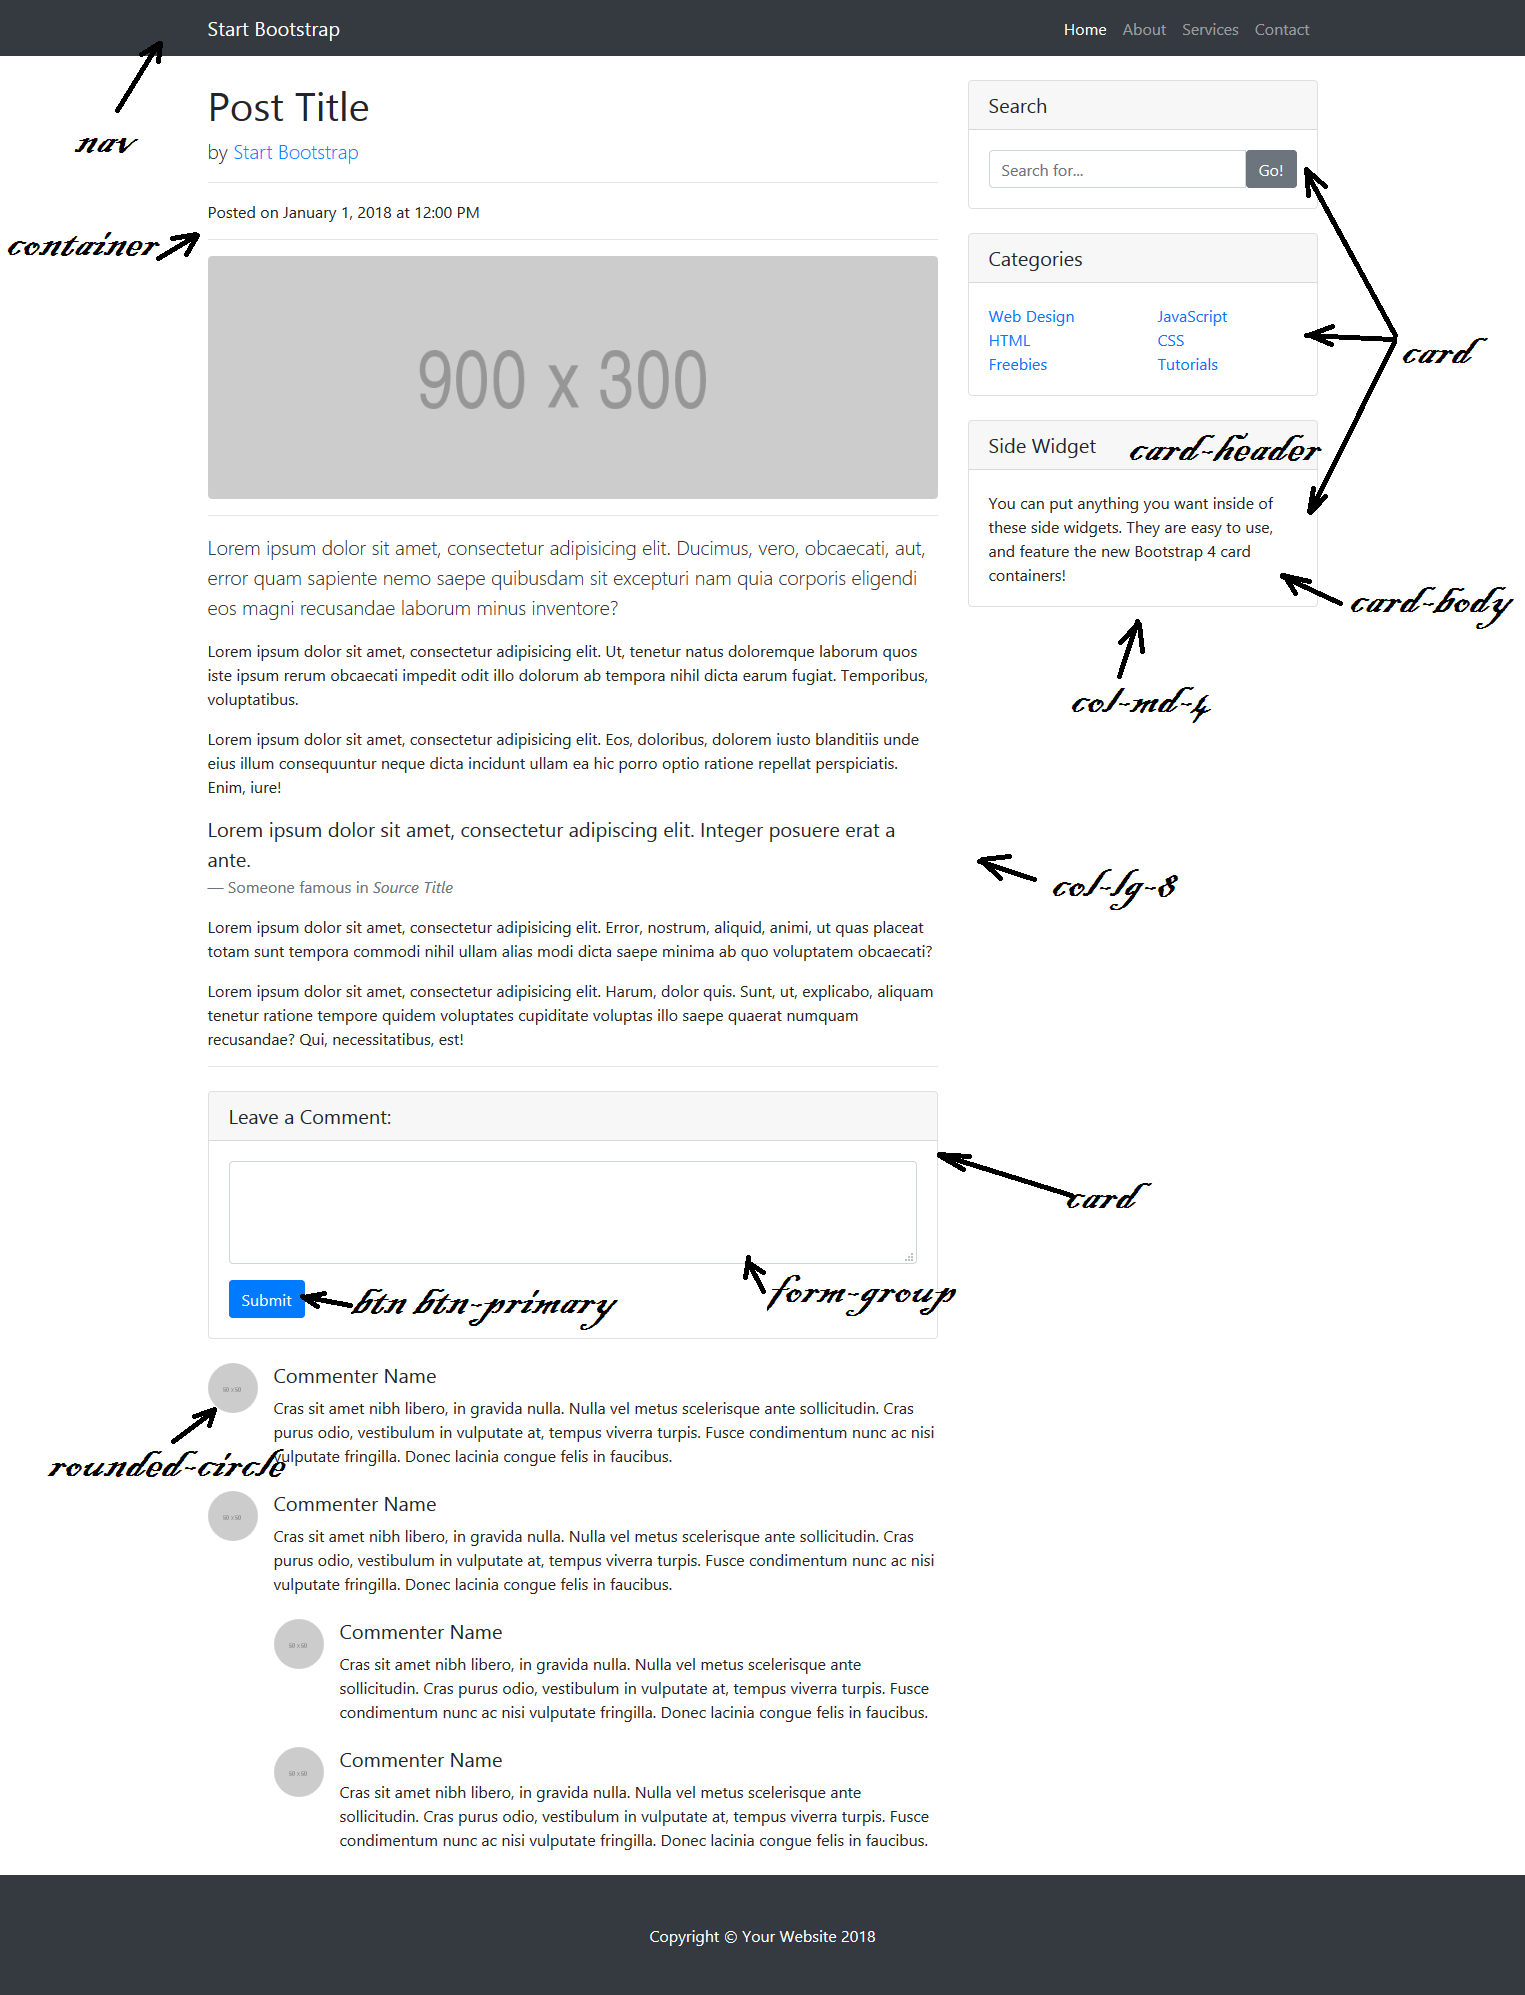 Start Bootstrap
Home About Services Contact
nav
Post Title
by Start Bootstrap
Posted on January 1, 2018 at 12:00 PM
container
900 x 300
Lorem ipsum dolor sit amet, consectetur adipisicing elit. Ducimus, vero, obcaecati, aut,
error quam sapiente nemo saepe quibusdam sit excepturi nam quia corporis eligendi
eos magni recusandae laborum minus inventore?
Lorem ipsum dolor sit amet, consectetur adipisicing elit. Ut, tenetur natus doloremque laborum quos
iste ipsum rerum obcaecati impedit odit illo dolorum ab tempora nihil dicta earum fugiat. Temporibus,
voluptatibus.
Lorem ipsum dolor sit amet, consectetur adipisicing elit. Eos, doloribus, dolorem iusto blanditiis unde
eius illum consequuntur neque dicta incidunt ullam ea hic porro optio ratione repellat perspiciatis.
Enim, iure!
Lorem ipsum dolor sit amet, consectetur adipiscing elit. Integer posuere erat a
ante.
— Someone famous in Source Title
Lorem ipsum dolor sit amet, consectetur adipisicing elit. Error, nostrum, aliquid, animi, ut quas placeat
totam sunt tempora commodi nihil ullam alias modi dicta saepe minima ab quo voluptatem obcaecati?
Lorem ipsum dolor sit amet, consectetur adipisicing elit. Harum, dolor quis. Sunt, ut, explicabo, aliquam
tenetur ratione tempore quidem voluptates cupiditate voluptas illo saepe quaerat numquam
recusandae? Qui, necessitatibus, est!
Search
Search for...
Go!
Categories
Web Design JavaScript
HTML CSS
Freebies Tutorials
card
Side Widget
card-header
You can put anything you want inside of
these side widgets. They are easy to use,
and feature the new Bootstrap 4 card
containers!
card-body
col-md-4
col-lg-8
Leave a Comment:
card
form-group
Submit
btn btn-primary
50 x 50
Commenter Name
Cras sit amet nibh libero, in gravida nulla. Nulla vel metus scelerisque ante sollicitudin. Cras
purus odio, vestibulum in vulputate at, tempus viverra turpis. Fusce condimentum nunc ac nisi
vulputate fringilla. Donec lacinia congue felis in faucibus.
rounded-circle
50 x 50
Commenter Name
Cras sit amet nibh libero, in gravida nulla. Nulla vel metus scelerisque ante sollicitudin. Cras
purus odio, vestibulum in vulputate at, tempus viverra turpis. Fusce condimentum nunc ac nisi
vulputate fringilla. Donec lacinia congue felis in faucibus.
50 x 50
Commenter Name
Cras sit amet nibh libero, in gravida nulla. Nulla vel metus scelerisque ante
sollicitudin. Cras purus odio, vestibulum in vulputate at, tempus viverra turpis. Fusce
condimentum nunc ac nisi vulputate fringilla. Donec lacinia congue felis in faucibus.
50 x 50
Commenter Name
Cras sit amet nibh libero, in gravida nulla. Nulla vel metus scelerisque ante
sollicitudin. Cras purus odio, vestibulum in vulputate at, tempus viverra turpis. Fusce
condimentum nunc ac nisi vulputate fringilla. Donec lacinia congue felis in faucibus.
Copyright © Your Website 2018